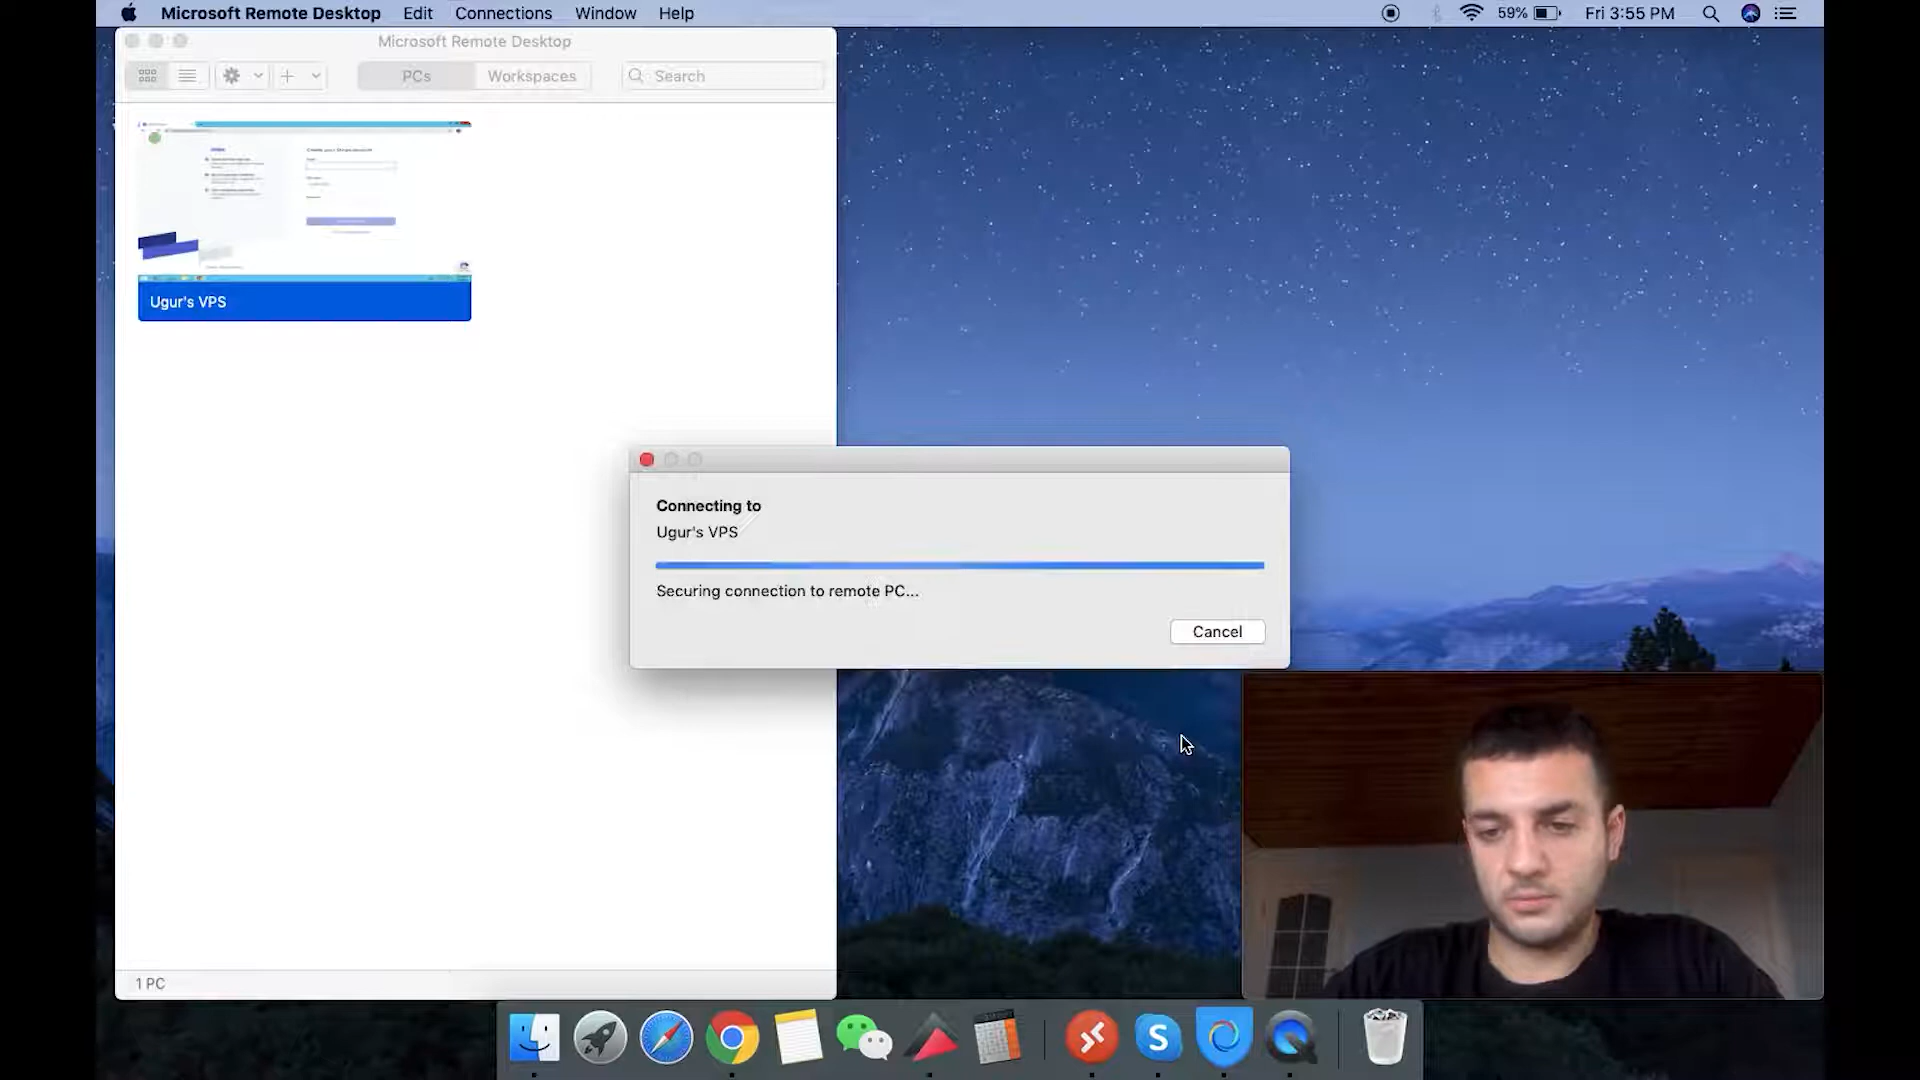 Microsoft Remote Desktop Edit Connections Window Help 59% Fri 3:55 PM
Microsoft Remote Desktop
PCs Workspaces Search
Ugur's VPS
Connecting to
Ugur's VPS
Securing connection to remote PC...
Cancel
1 PC